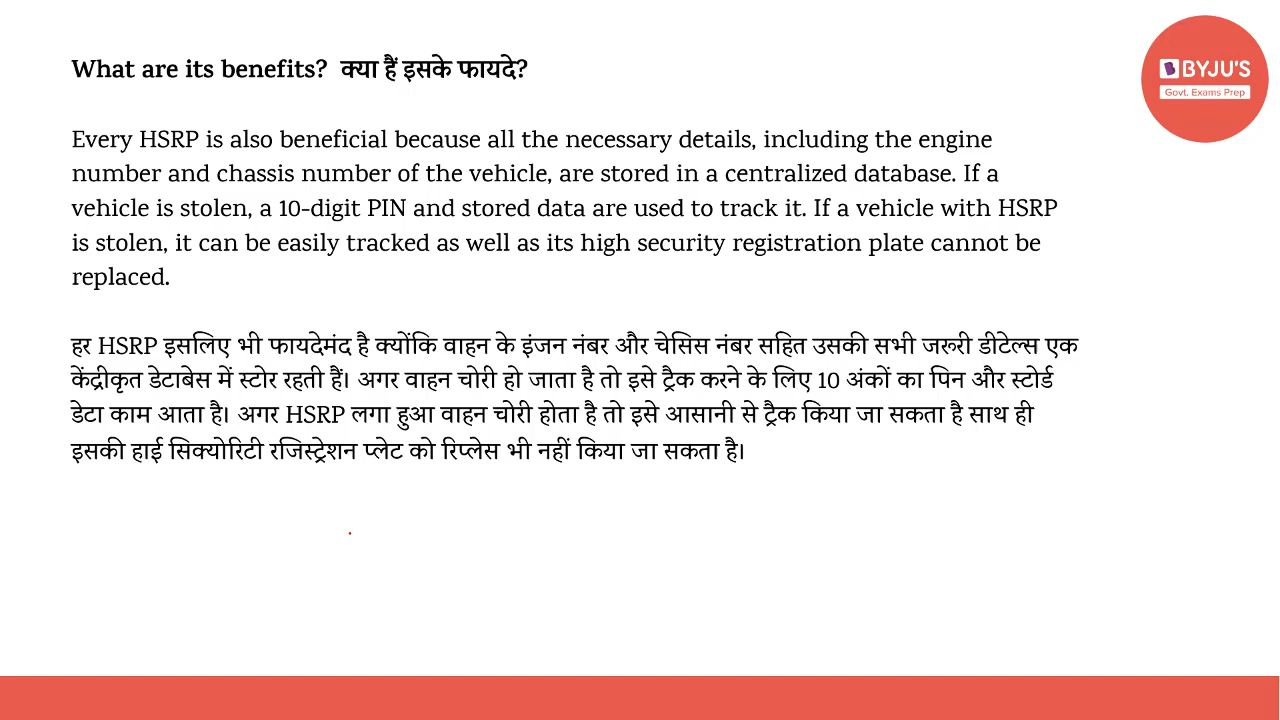 What are its benefits? क्या हैं इसके फायदे?
BYJU'S
Govt. Exams Prep
Every HSRP is also beneficial because all the necessary details, including the engine
number and chassis number of the vehicle, are stored in a centralized database. If a
vehicle is stolen, a 10-digit PIN and stored data are used to track it. If a vehicle with HSRP
is stolen, it can be easily tracked as well as its high security registration plate cannot be
replaced.
हर HSRP इसलिए भी फायदेमंद है क्योंकि वाहन के इंजन नंबर और चेसिस नंबर सहित उसकी सभी जरूरी डीटेल्स एक
केंद्रीकृत डेटाबेस में स्टोर रहती हैं। अगर वाहन चोरी हो जाता है तो इसे ट्रैक करने के लिए 10 अंकों का पिन और स्टोर्ड
डेटा काम आता है। अगर HSRP लगा हुआ वाहन चोरी होता है तो इसे आसानी से ट्रैक किया जा सकता है साथ ही
इसकी हाई सिक्योरिटी रजिस्ट्रेशन प्लेट को रिप्लेस भी नहीं किया जा सकता है।